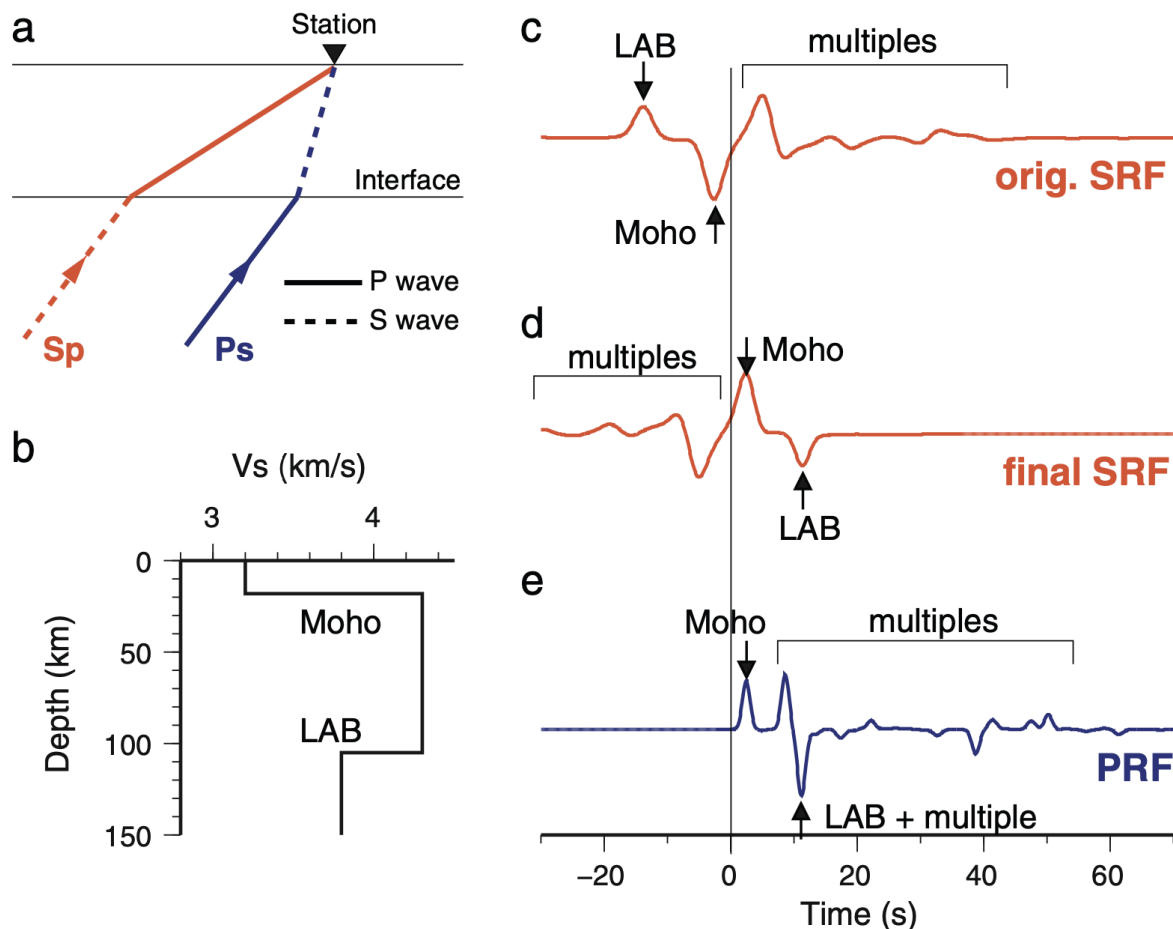 a
Station
Interface
P wave
S wave
Sp
Ps
b
Vs (km/s)
3 4
0
Moho
50
LAB
100
150
Depth (km)
c
LAB
multiples
orig. SRF
Moho
d
multiples
Moho
final SRF
LAB
e
Moho
multiples
PRF
LAB + multiple
−20 0 20 40 60
Time (s)